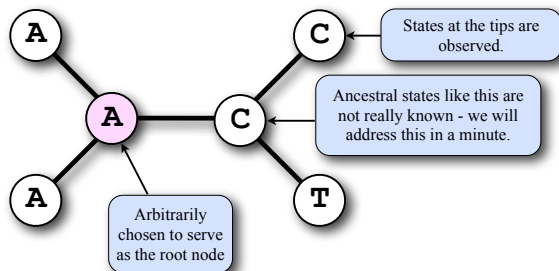 A
C
States at the tips are
observed.
A
C
Ancestral states like this are
not really known - we will
address this in a minute.
A
T
Arbitrarily
chosen to serve
as the root node